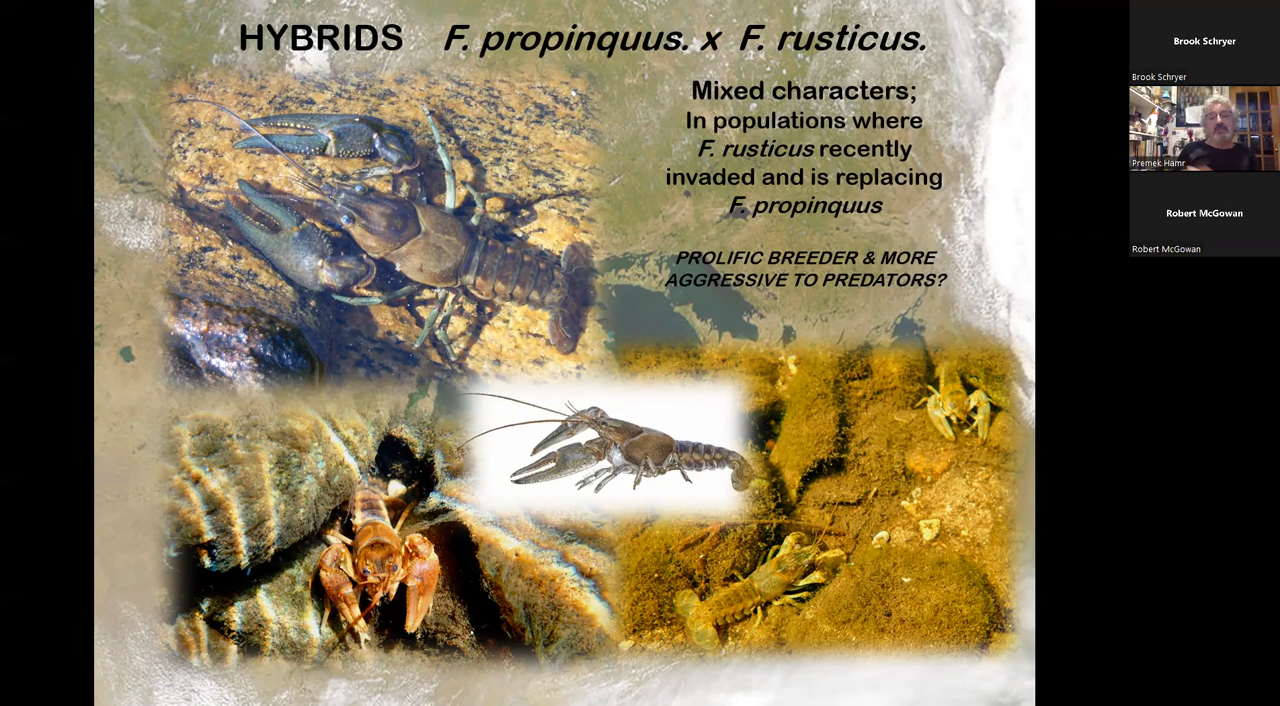 HYBRIDS F. propinquus. x F. rusticus.
Mixed characters;
In populations where
F. rusticus recently
invaded and is replacing
F. propinquus
PROLIFIC BREEDER & MORE
AGGRESSIVE TO PREDATORS?
Brook Schryer
Brook Schryer
Premek Hamr
Robert McGowan
Robert McGowan